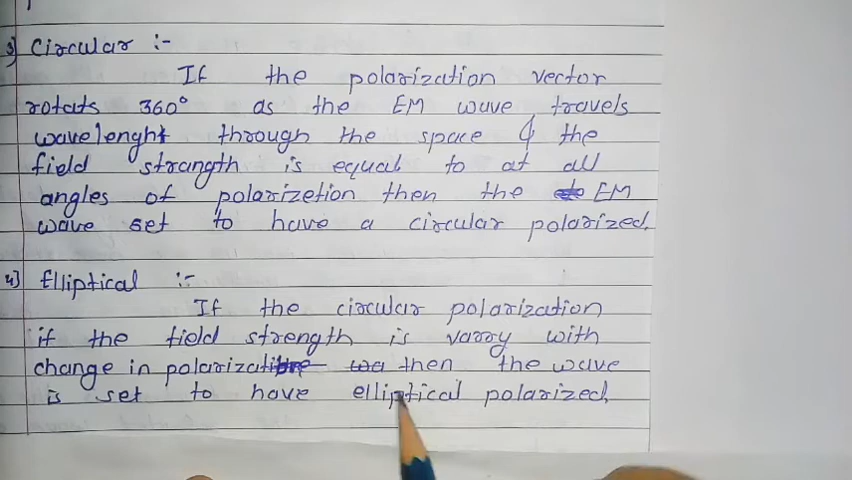 3) Circular :-
If the polarization vector
rotats 360° as the EM wave travels
wavelenght through the space & the
field strangth is equal to at all
angles of polarizetion then the EM
wave set to have a circular polarized.
4) Elliptical :-
If the circular polarization
if the field strength is varry with
change in polarizati then the wave
is set to have elliptical polarized.